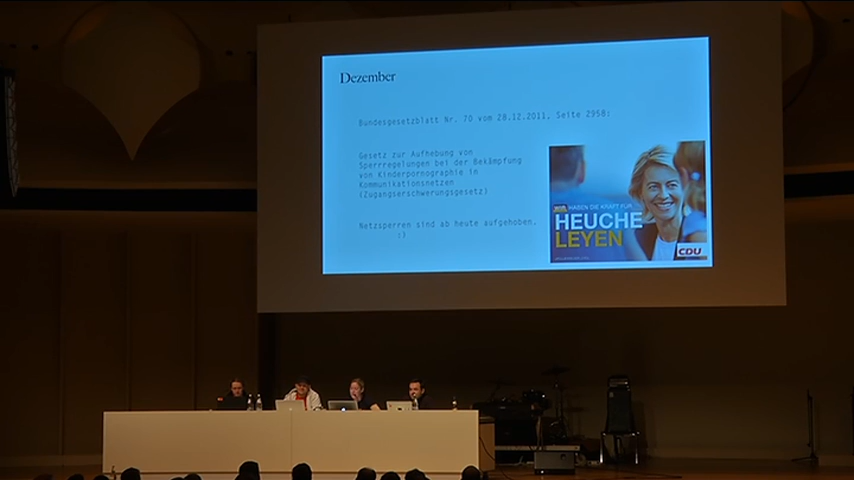 Dezember
Bundesgesetzblatt Nr. 70 vom 28.12.2011, Seite 2958:
Gesetz zur Aufhebung von
Sperrregelungen bei der Bekämpfung
von Kinderpornographie in
Kommunikationsnetzen
(Zugangserschwerungsgesetz)
Netzsperren sind ab heute aufgehoben.
:)
WIR HABEN DIE KRAFT FÜR
HEUCHE
LEYEN
CDU